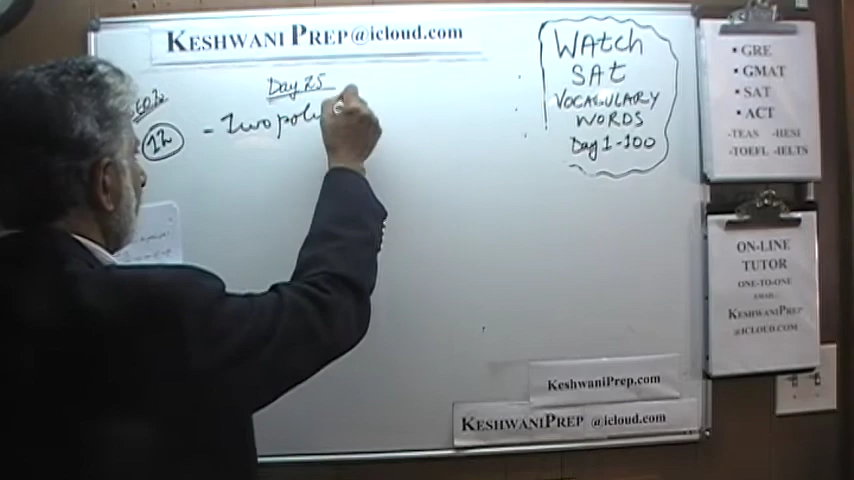 KESHWANI PREP@icloud.com
Day 25
12
- Two pol
WAtch
SAt
VOCABULARY
WORDS
Day 1-100
• GRE
• GMAT
• SAT
• ACT
-TEAS -HESI
-TOEFL -IELTS
ON-LINE
TUTOR
ONE-TO-ONE
EMAIL:
KESHWANIPREP
@ICLOUD.COM
KeshwaniPrep.com
KESHWANIPREP @icloud.com